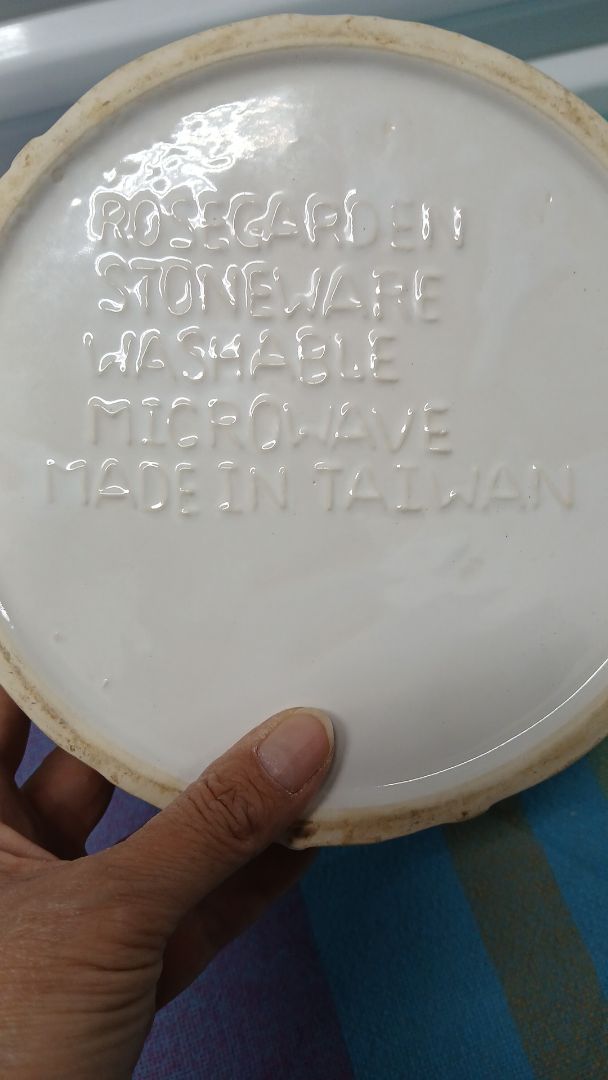 ROSEGARDEN
STONEWARE
WASHABLE
MICROWAVE
MADE IN TAIWAN